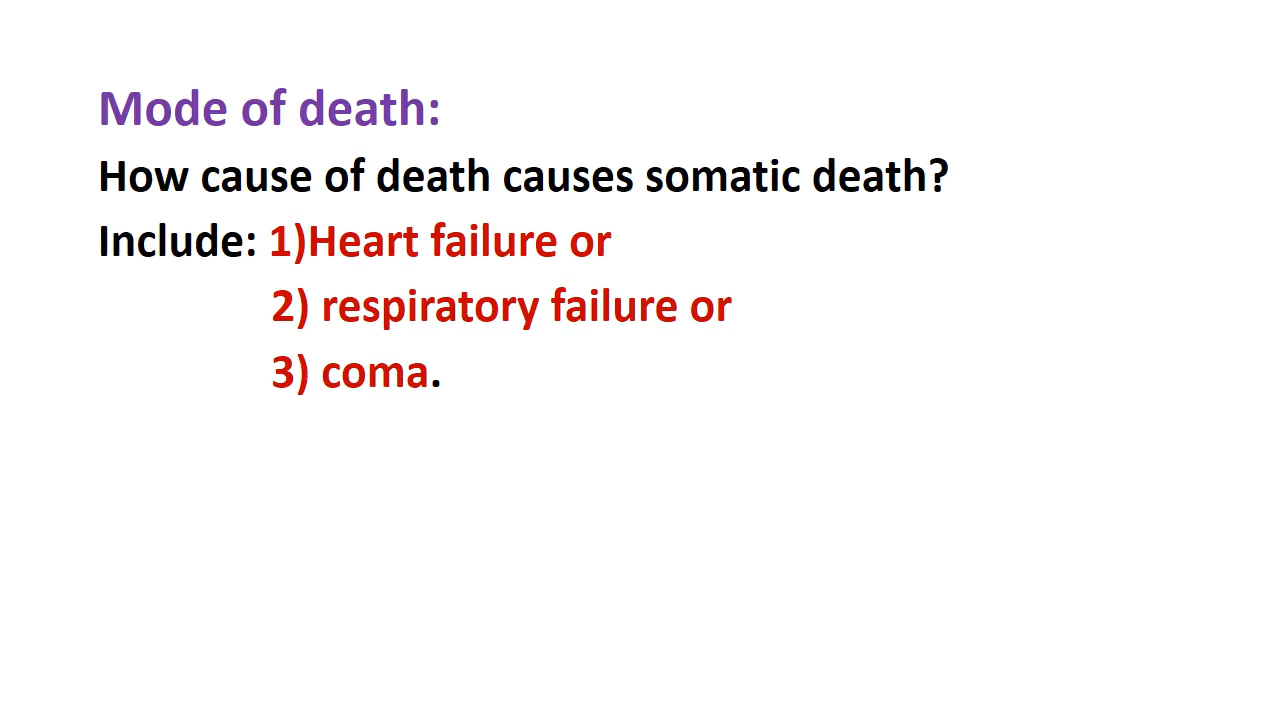 Mode of death:
How cause of death causes somatic death?
Include: 1)Heart failure or
2) respiratory failure or
3) coma.